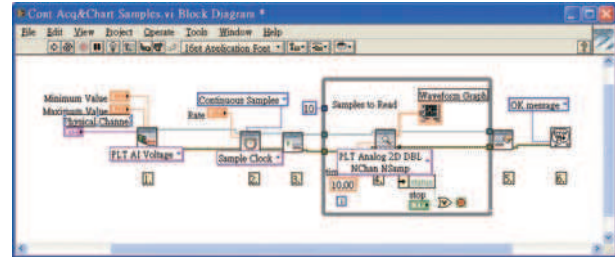 Cont Acq&Chart Samples.vi Block Diagram *
File Edit View Project Operate Tools Window Help
16pt Application Font
Minimum Value
Maximum Value
Physical Channel
Continuous Samples
Rate
10
Samples to Read
Waveform Graph
OK message
PLT AI Voltage
Sample Clock
PLT Analog 2D DBL
NChan NSamp
10.00
status
stop
i
1.
2.
3.
4.
5.
6.